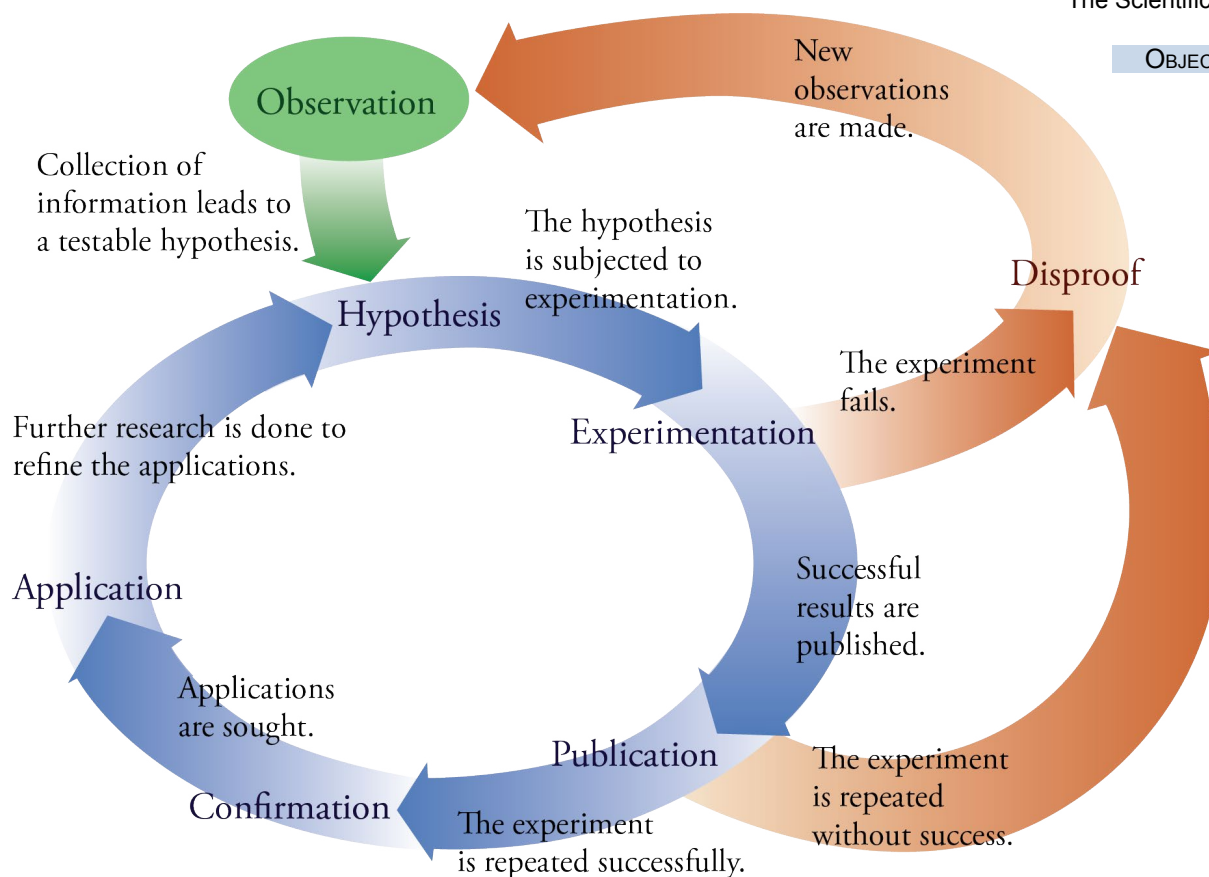 The Scientific
OBJEC
New
observations
are made.
Observation
Collection of
information leads to
a testable hypothesis.
The hypothesis
is subjected to
experimentation.
Disproof
Hypothesis
The experiment
fails.
Experimentation
Further research is done to
refine the applications.
Successful
results are
published.
Application
Applications
are sought.
Publication
The experiment
is repeated
without success.
Confirmation
The experiment
is repeated successfully.